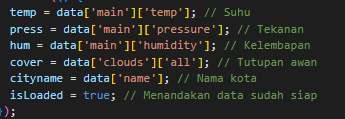 temp = data['main']['temp']; // Suhu
press = data['main']['pressure']; // Tekanan
hum = data['main']['humidity']; // Kelembapan
cover = data['clouds']['all']; // Tutupan awan
cityname = data['name']; // Nama kota
isLoaded = true; // Menandakan data sudah siap
});